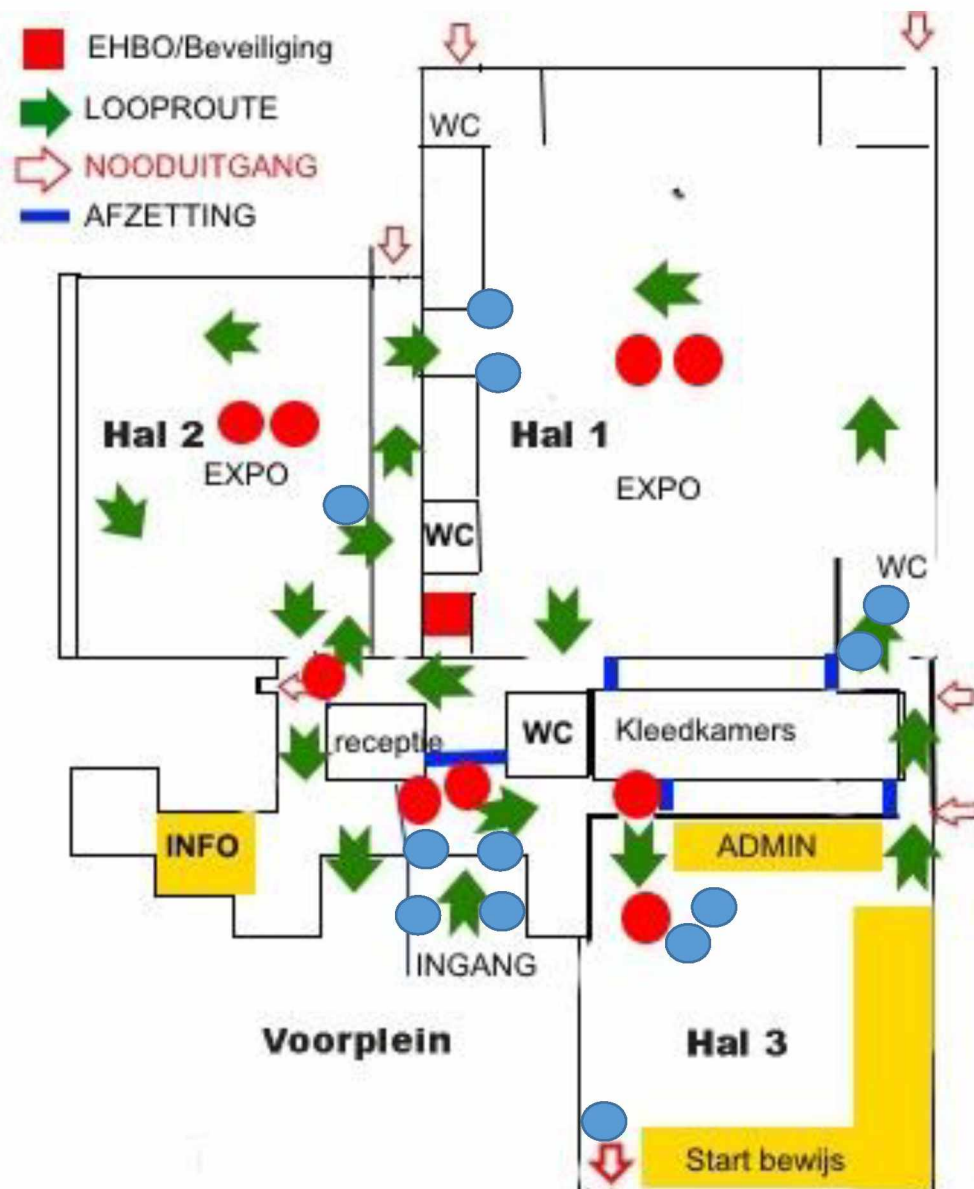 EHBO/Beveiliging
LOOPROUTE
NOODUITGANG
AFZETTING
WC
Hal 2
EXPO
Hal 1
EXPO
WC
WC
receptie
WC
Kleedkamers
INFO
ADMIN
INGANG
Voorplein
Hal 3
Start bewijs